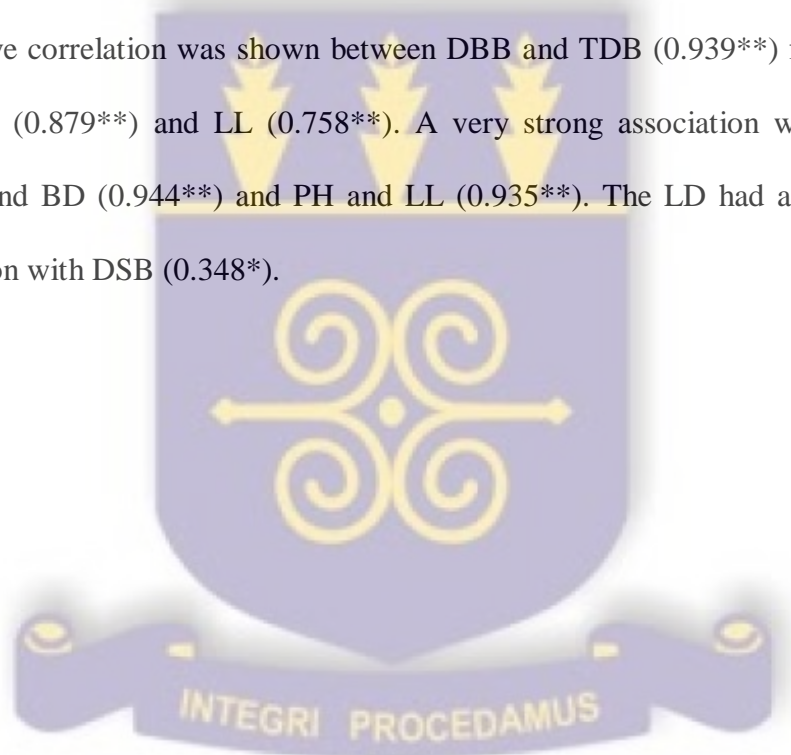 ve correlation was shown between DBB and TDB (0.939**)
(0.879**) and LL (0.758**). A very strong association w
nd BD (0.944**) and PH and LL (0.935**). The LD had a
on with DSB (0.348*).
INTEGRI PROCEDAMUS